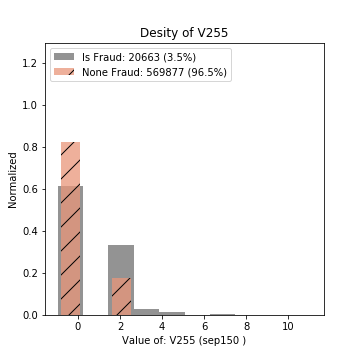 Desity of V255
Is Fraud: 20663 (3.5%)
None Fraud: 569877 (96.5%)
1.2
1.0
0.8
0.6
0.4
0.2
0.0
Normalized
0 2 4 6 8 10
Value of: V255 (sep150 )